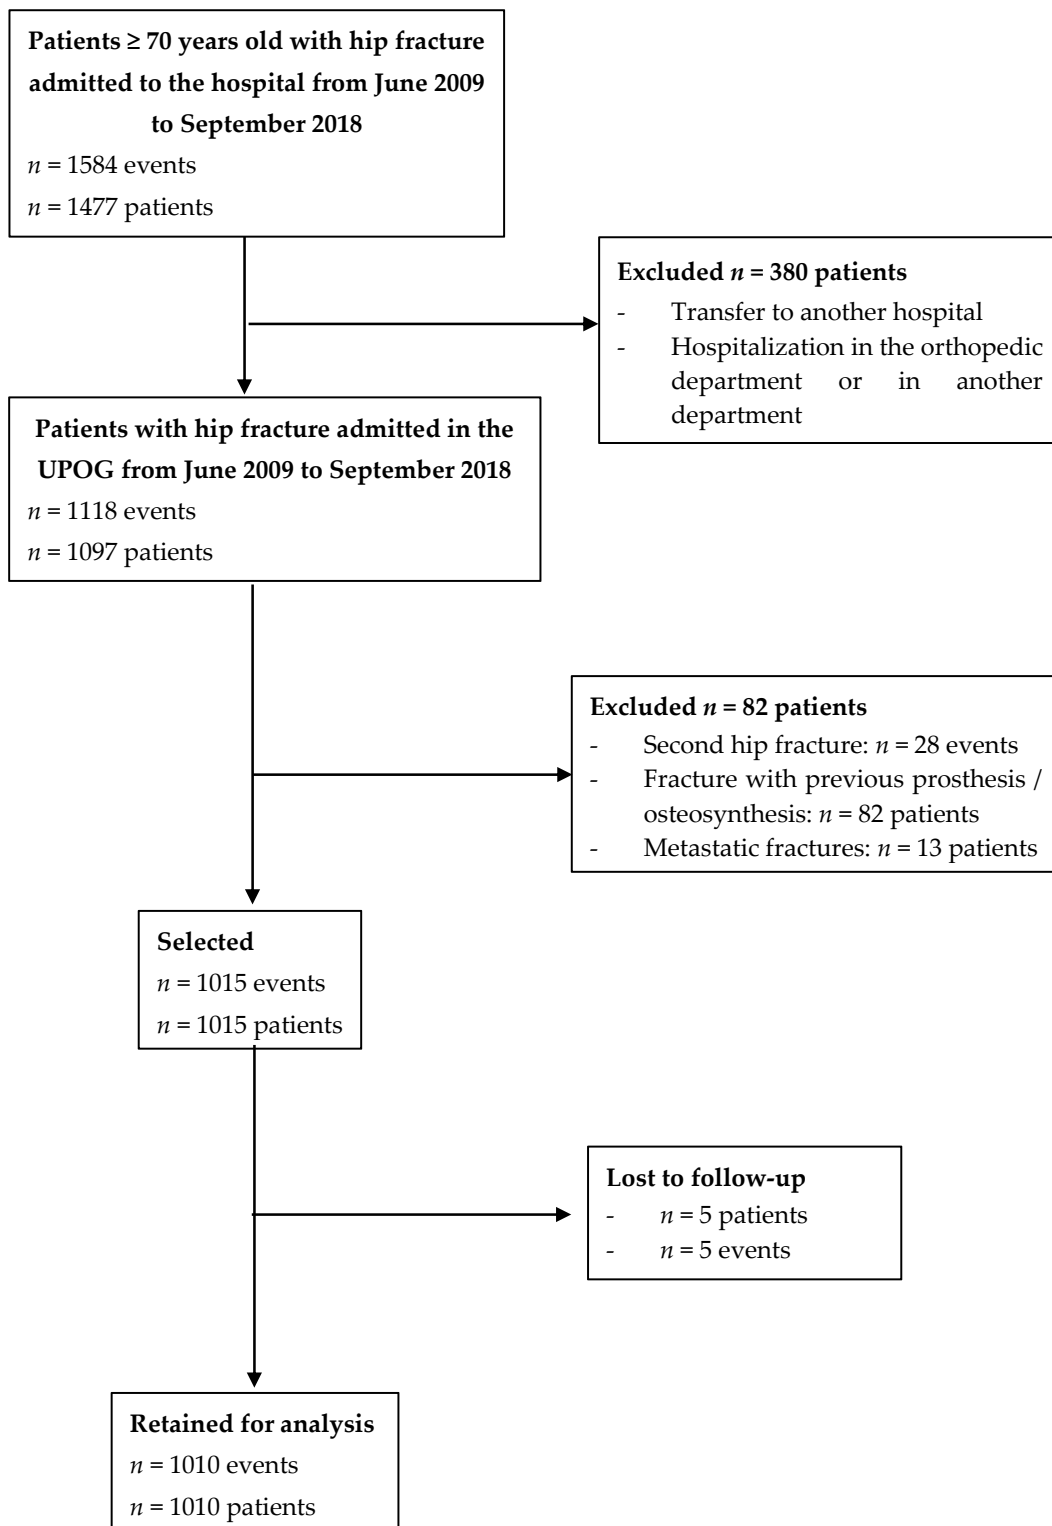 Patients ≥ 70 years old with hip fracture
admitted to the hospital from June 2009
to September 2018
n = 1584 events
n = 1477 patients
Excluded n = 380 patients
- Transfer to another hospital
- Hospitalization in the orthopedic
department or in another
department
Patients with hip fracture admitted in the
UPOG from June 2009 to September 2018
n = 1118 events
n = 1097 patients
Excluded n = 82 patients
- Second hip fracture: n = 28 events
- Fracture with previous prosthesis /
osteosynthesis: n = 82 patients
- Metastatic fractures: n = 13 patients
Selected
n = 1015 events
n = 1015 patients
Lost to follow-up
- n = 5 patients
- n = 5 events
Retained for analysis
n = 1010 events
n = 1010 patients